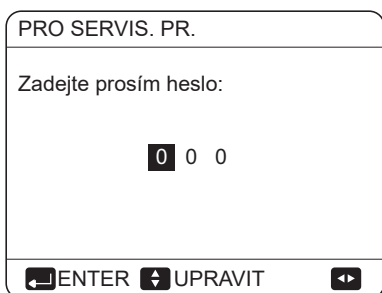 PRO SERVIS. PR.
Zadejte prosím heslo:
0 0 0
ENTER UPRAVIT